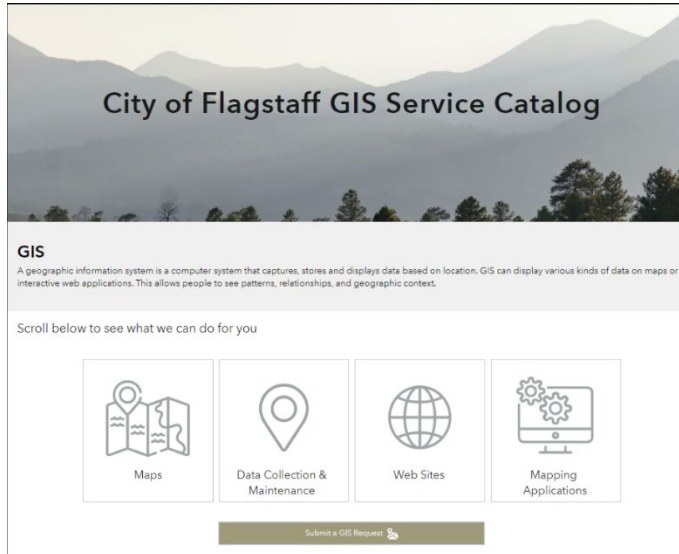 City of Flagstaff GIS Service Catalog
GIS
A geographic information system is a computer system that captures, stores and displays data based on location. GIS can display various kinds of data on maps or
interactive web applications. This allows people to see patterns, relationships, and geographic context.
Scroll below to see what we can do for you
Maps
Data Collection &
Maintenance
Web Sites
Mapping
Applications
Submit a GIS Request